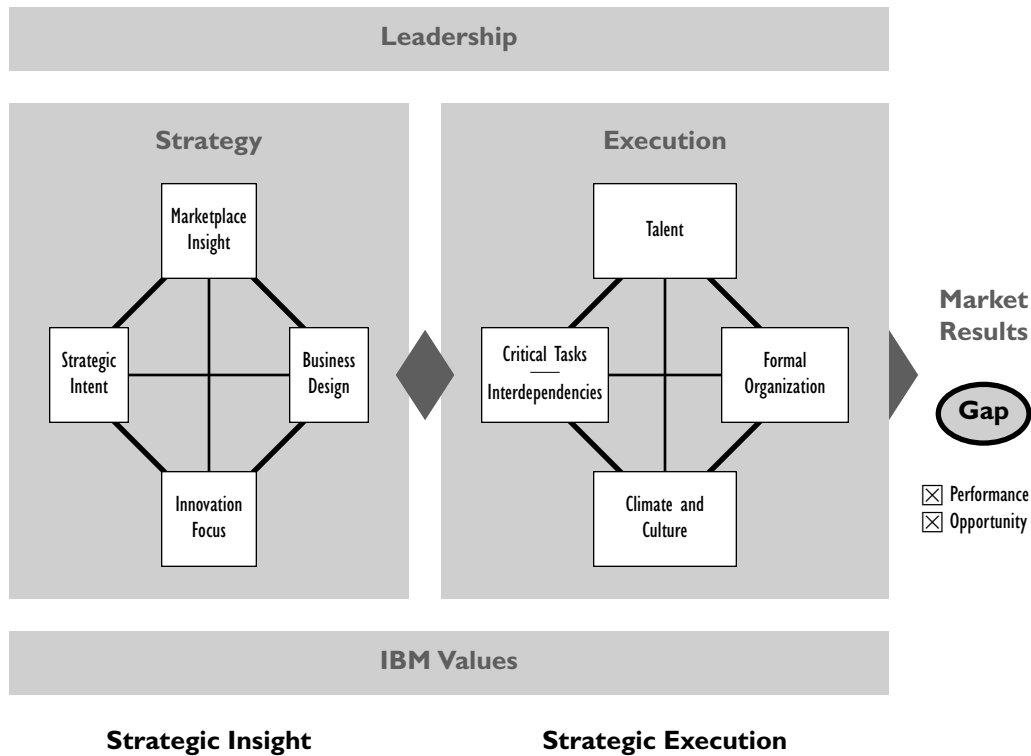 Leadership
Strategy
Marketplace
Insight
Strategic
Intent
Business
Design
Innovation
Focus
Execution
Talent
Critical Tasks
Interdependencies
Formal
Organization
Climate and
Culture
Market
Results
Gap
Performance
Opportunity
IBM Values
Strategic Insight
Strategic Execution